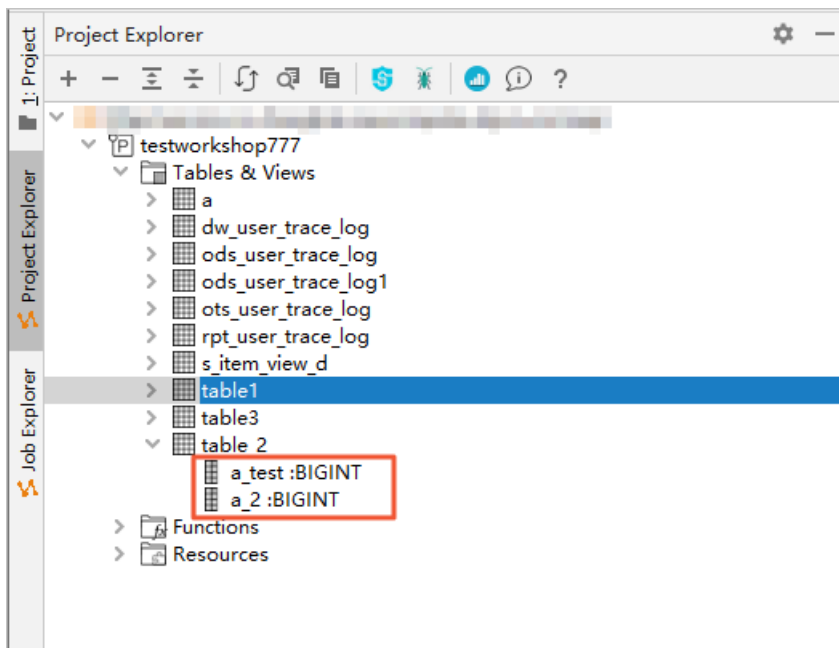 1: Project
Project Explorer
Job Explorer
Project Explorer
testworkshop777
Tables & Views
a
dw_user_trace_log
ods_user_trace_log
ods_user_trace_log1
ots_user_trace_log
rpt_user_trace_log
s_item_view_d
table1
table3
table_2
a_test :BIGINT
a_2 :BIGINT
Functions
Resources